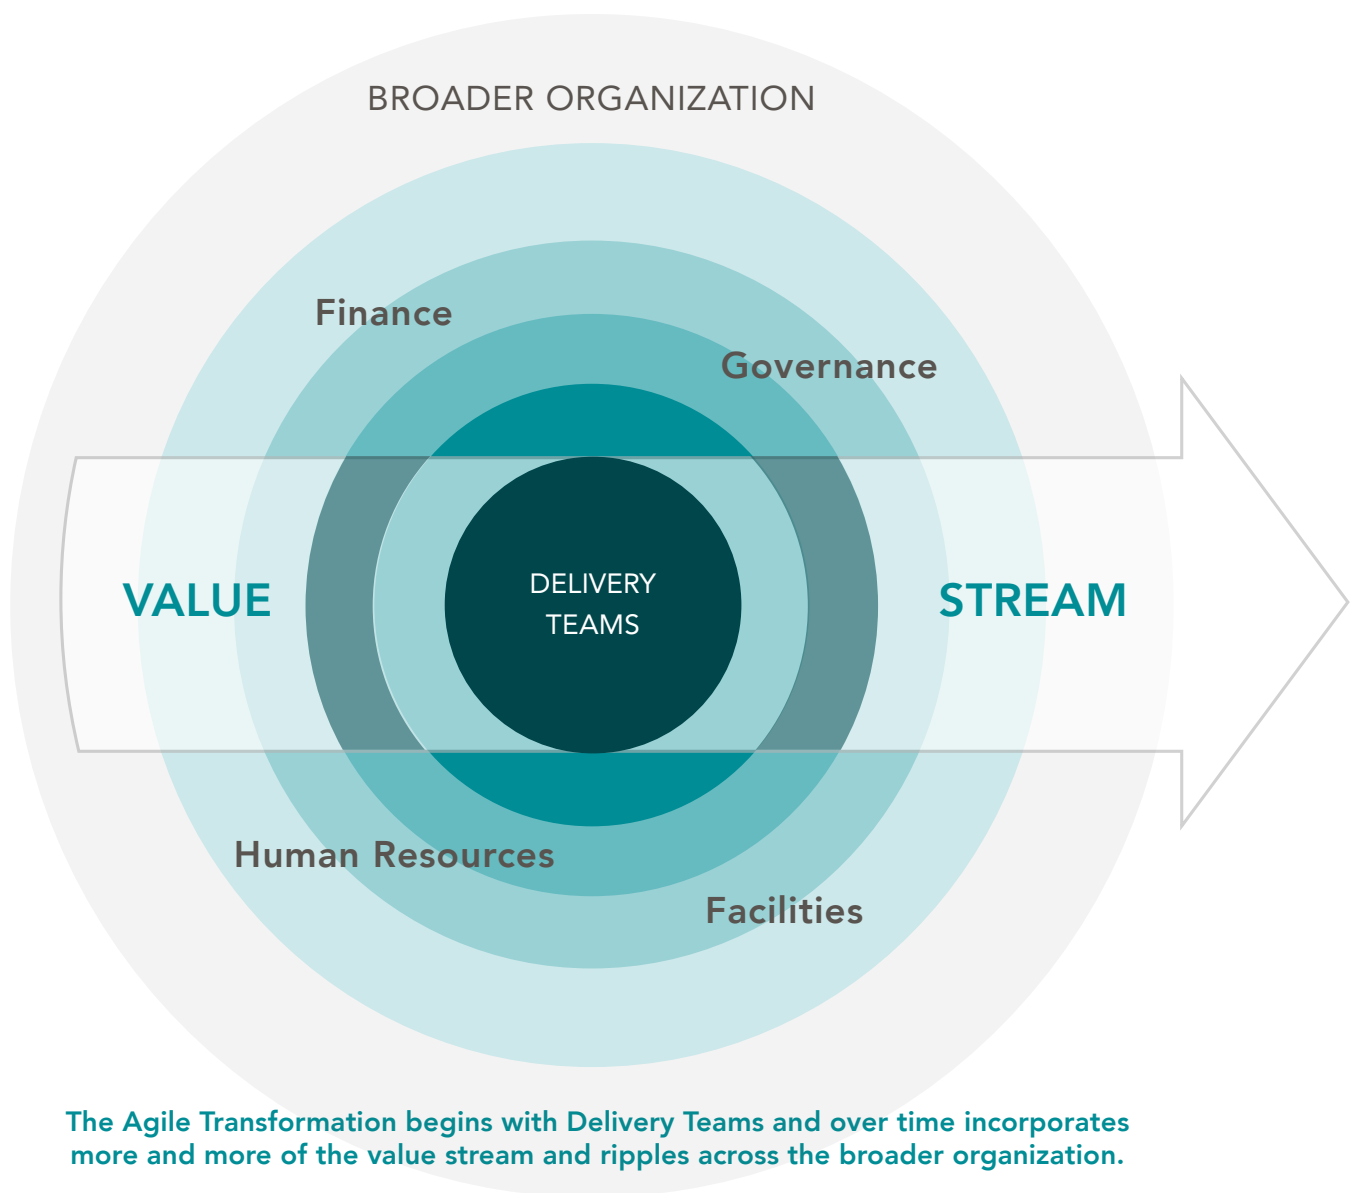 BROADER ORGANIZATION
Finance
Governance
VALUE
DELIVERY
TEAMS
STREAM
Human Resources
Facilities
The Agile Transformation begins with Delivery Teams and over time incorporates
more and more of the value stream and ripples across the broader organization.